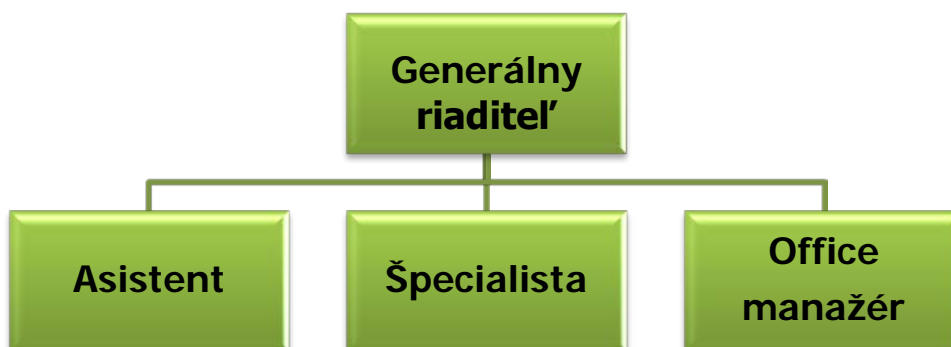 Generálny
riaditeľ
Asistent
Špecialista
Office
manažér